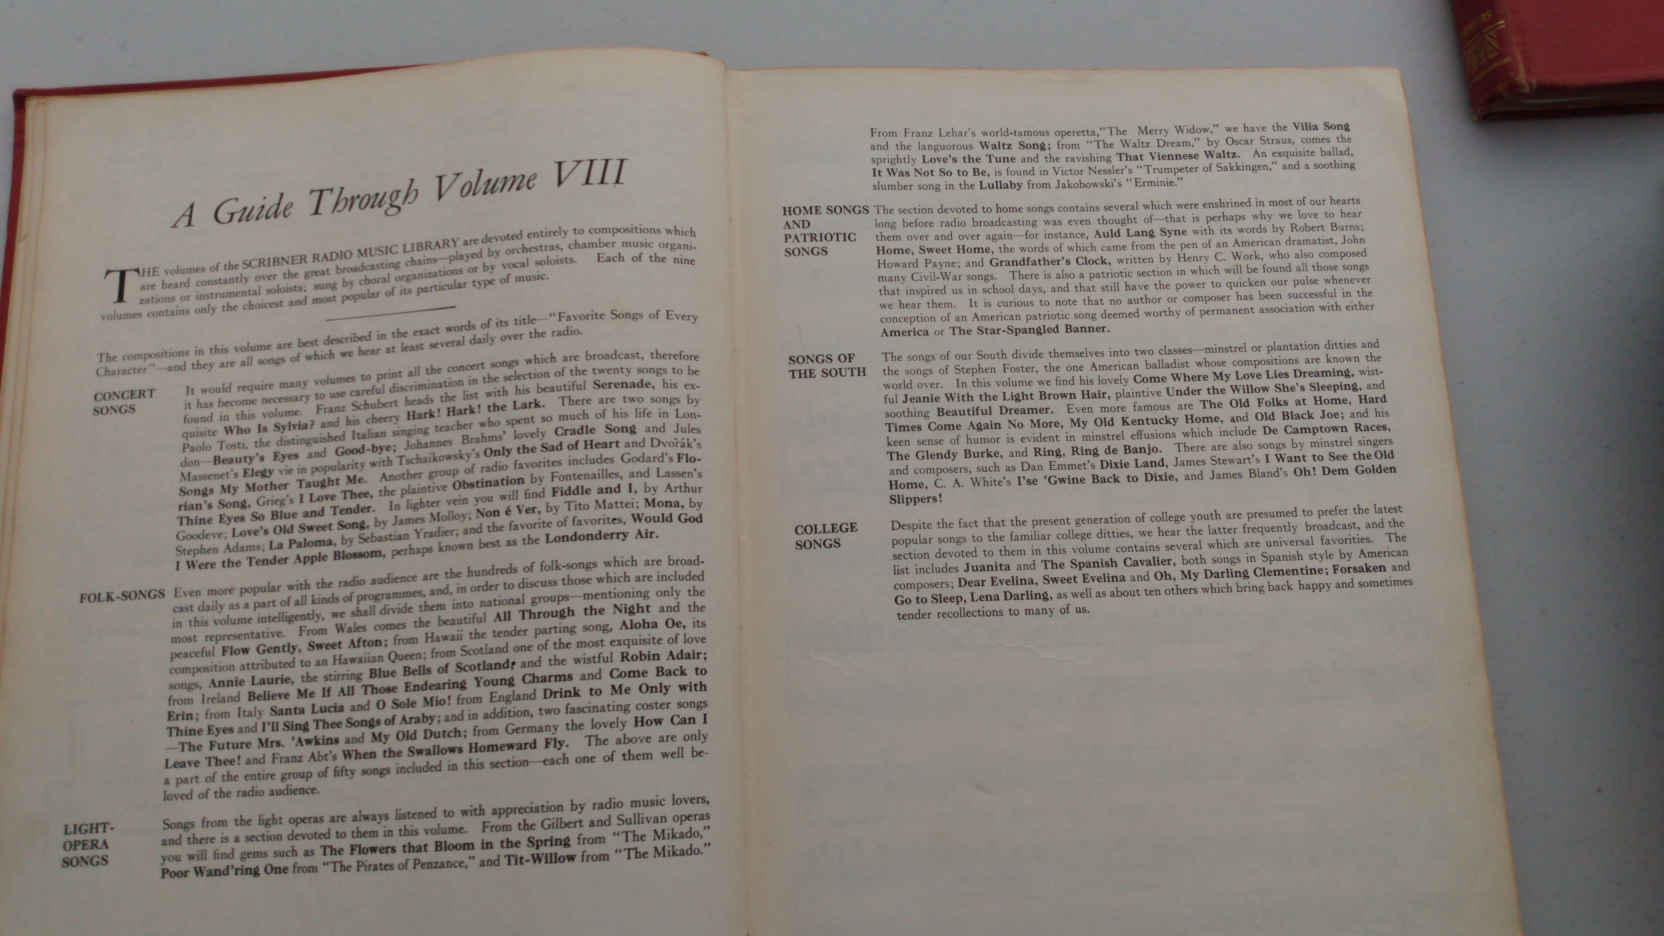 A Guide Through Volume VIII
THE volumes of the SCRIBNER RADIO MUSIC LIBRARY are devoted entirely to compositions which
are heard constantly over the great broadcasting chains—played by orchestras, chamber music organi-
zations or instrumental soloists; sung by choral organizations or by vocal soloists. Each of the nine
volumes contains only the choicest and most popular of its particular type of music.
The compositions in this volume are best described in the exact words of its title—"Favorite Songs of Every
Character"—and they are all songs of which we hear at least several daily over the radio.
CONCERT
SONGS
It would require many volumes to print all the concert songs which are broadcast, therefore
it has become necessary to use careful discrimination in the selection of the twenty songs to be
found in this volume. Franz Schubert heads the list with his beautiful Serenade, his ex-
quisite Who Is Sylvia? and his cheery Hark! Hark! the Lark. There are two songs by
Paolo Tosti, the distinguished Italian singing teacher who spent so much of his life in Lon-
don—Beauty's Eyes and Good-bye; Johannes Brahms' lovely Cradle Song and Jules
Massenet's Elegy vie in popularity with Tschaikowsky's Only the Sad of Heart and Dvořák's
Songs My Mother Taught Me. Another group of radio favorites includes Godard's Flo-
rian's Song, Grieg's I Love Thee, the plaintive Obstination by Fontenailles, and Lassen's
Thine Eyes So Blue and Tender. In lighter vein you will find Fiddle and I, by Arthur
Goodeve; Love's Old Sweet Song, by James Molloy; Non é Ver, by Tito Mattei; Mona, by
Stephen Adams; La Paloma, by Sebastian Yradier; and the favorite of favorites, Would God
I Were the Tender Apple Blossom, perhaps known best as the Londonderry Air.
FOLK-SONGS
Even more popular with the radio audience are the hundreds of folk-songs which are broad-
cast daily as a part of all kinds of programmes, and, in order to discuss those which are included
in this volume intelligently, we shall divide them into national groups—mentioning only the
most representative. From Wales comes the beautiful All Through the Night and the
peaceful Flow Gently, Sweet Afton; from Hawaii the tender parting song, Aloha Oe, its
composition attributed to an Hawaiian Queen; from Scotland one of the most exquisite of love
songs, Annie Laurie, the stirring Blue Bells of Scotland; and the wistful Robin Adair;
from Ireland Believe Me If All Those Endearing Young Charms and Come Back to
Erin; from Italy Santa Lucia and O Sole Mio! from England Drink to Me Only with
Thine Eyes and I'll Sing Thee Songs of Araby; and in addition, two fascinating coster songs
—The Future Mrs. 'Awkins and My Old Dutch; from Germany the lovely How Can I
Leave Thee! and Franz Abt's When the Swallows Homeward Fly. The above are only
a part of the entire group of fifty songs included in this section—each one of them well be-
loved of the radio audience.
LIGHT-
OPERA
SONGS
Songs from the light operas are always listened to with appreciation by radio music lovers,
and there is a section devoted to them in this volume. From the Gilbert and Sullivan operas
you will find gems such as The Flowers that Bloom in the Spring from "The Mikado,"
Poor Wand'ring One from "The Pirates of Penzance," and Tit-Willow from "The Mikado."
From Franz Lehar's world-famous operetta,"The Merry Widow," we have the Vilia Song
and the languorous Waltz Song; from "The Waltz Dream," by Oscar Straus, comes the
sprightly Love's the Tune and the ravishing That Viennese Waltz. An exquisite ballad,
It Was Not So to Be, is found in Victor Nessler's "Trumpeter of Sakkingen," and a soothing
slumber song in the Lullaby from Jakobowski's "Erminie."
HOME SONGS
AND
PATRIOTIC
SONGS
The section devoted to home songs contains several which were enshrined in most of our hearts
long before radio broadcasting was even thought of—that is perhaps why we love to hear
them over and over again—for instance, Auld Lang Syne with its words by Robert Burns;
Home, Sweet Home, the words of which came from the pen of an American dramatist, John
Howard Payne; and Grandfather's Clock, written by Henry C. Work, who also composed
many Civil-War songs. There is also a patriotic section in which will be found all those songs
that inspired us in school days, and that still have the power to quicken our pulse whenever
we hear them. It is curious to note that no author or composer has been successful in the
conception of an American patriotic song deemed worthy of permanent association with either
America or The Star-Spangled Banner.
SONGS OF
THE SOUTH
The songs of our South divide themselves into two classes—minstrel or plantation ditties and
the songs of Stephen Foster, the one American balladist whose compositions are known the
world over. In this volume we find his lovely Come Where My Love Lies Dreaming, wist-
ful Jeanie With the Light Brown Hair, plaintive Under the Willow She's Sleeping, and
soothing Beautiful Dreamer. Even more famous are The Old Folks at Home, Hard
Times Come Again No More, My Old Kentucky Home, and Old Black Joe; and his
keen sense of humor is evident in minstrel effusions which include De Camptown Races,
The Glendy Burke, and Ring, Ring de Banjo. There are also songs by minstrel singers
and composers, such as Dan Emmet's Dixie Land, James Stewart's I Want to See the Old
Home, C. A. White's I'se 'Gwine Back to Dixie, and James Bland's Oh! Dem Golden
Slippers!
COLLEGE
SONGS
Despite the fact that the present generation of college youth are presumed to prefer the latest
popular songs to the familiar college ditties, we hear the latter frequently broadcast, and the
section devoted to them in this volume contains several which are universal favorities. The
list includes Juanita and The Spanish Cavalier, both songs in Spanish style by American
composers; Dear Evelina, Sweet Evelina and Oh, My Darling Clementine; Forsaken and
Go to Sleep, Lena Darling, as well as about ten others which bring back happy and sometimes
tender recollections to many of us.